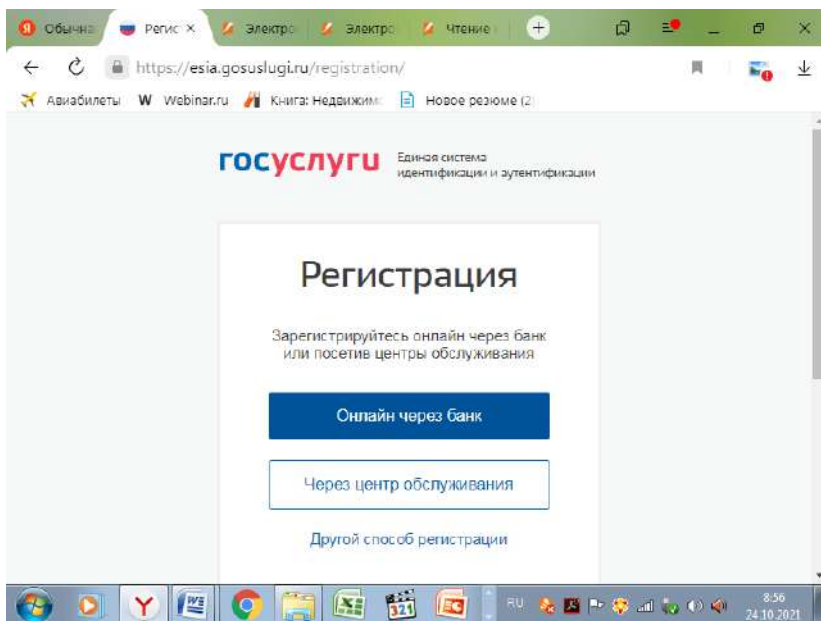 Обычна
Регис
Электро
Электро
Чтение
https://esia.gosuslugi.ru/registration/
Авиабилеты
W Webinar.ru
Книга: Недвижим
Новое резюме (2
госуслуги
Единая система
идентификации и аутентификации
Регистрация
Зарегистрируйтесь онлайн через банк
или посетив центры обслуживания
Онлайн через банк
Через центр обслуживания
Другой способ регистрации
321
RU
8:56
24.10.2021